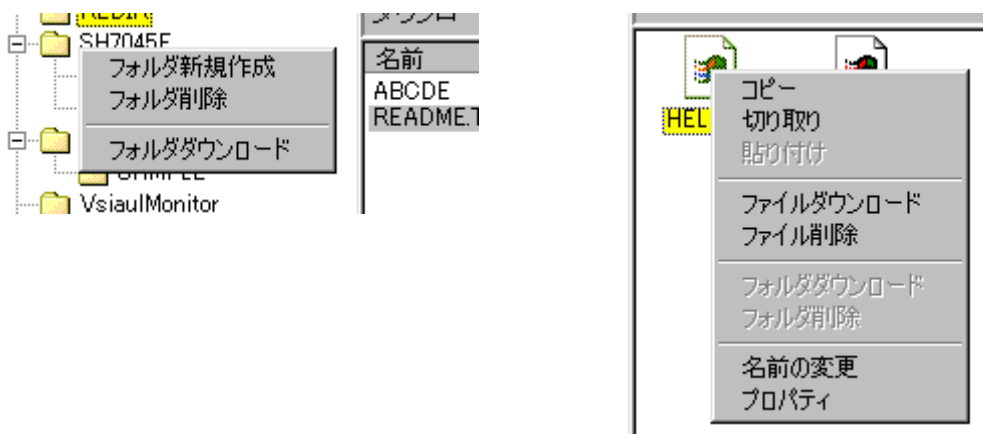 REDIR
SH7045F
フォルダ新規作成
フォルダ削除
フォルダダウンロード
VsiaulMonitor
名前
ABCDE
README.T
HEL
コピー
切り取り
貼り付け
ファイルダウンロード
ファイル削除
フォルダダウンロード
フォルダ削除
名前の変更
プロパティ